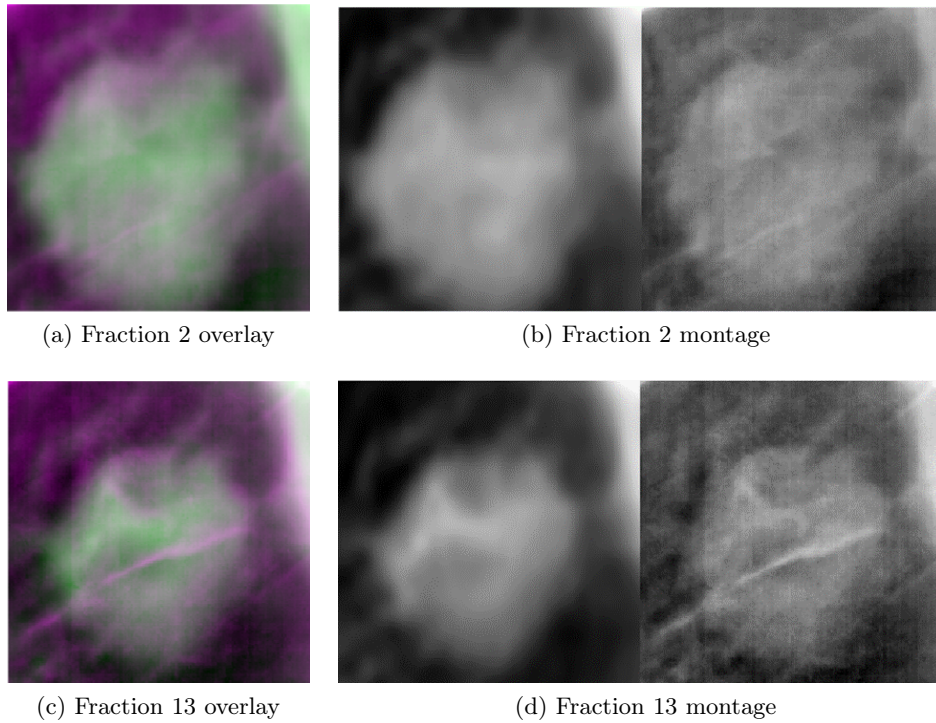 (a) Fraction 2 overlay
(b) Fraction 2 montage
(c) Fraction 13 overlay
(d) Fraction 13 montage